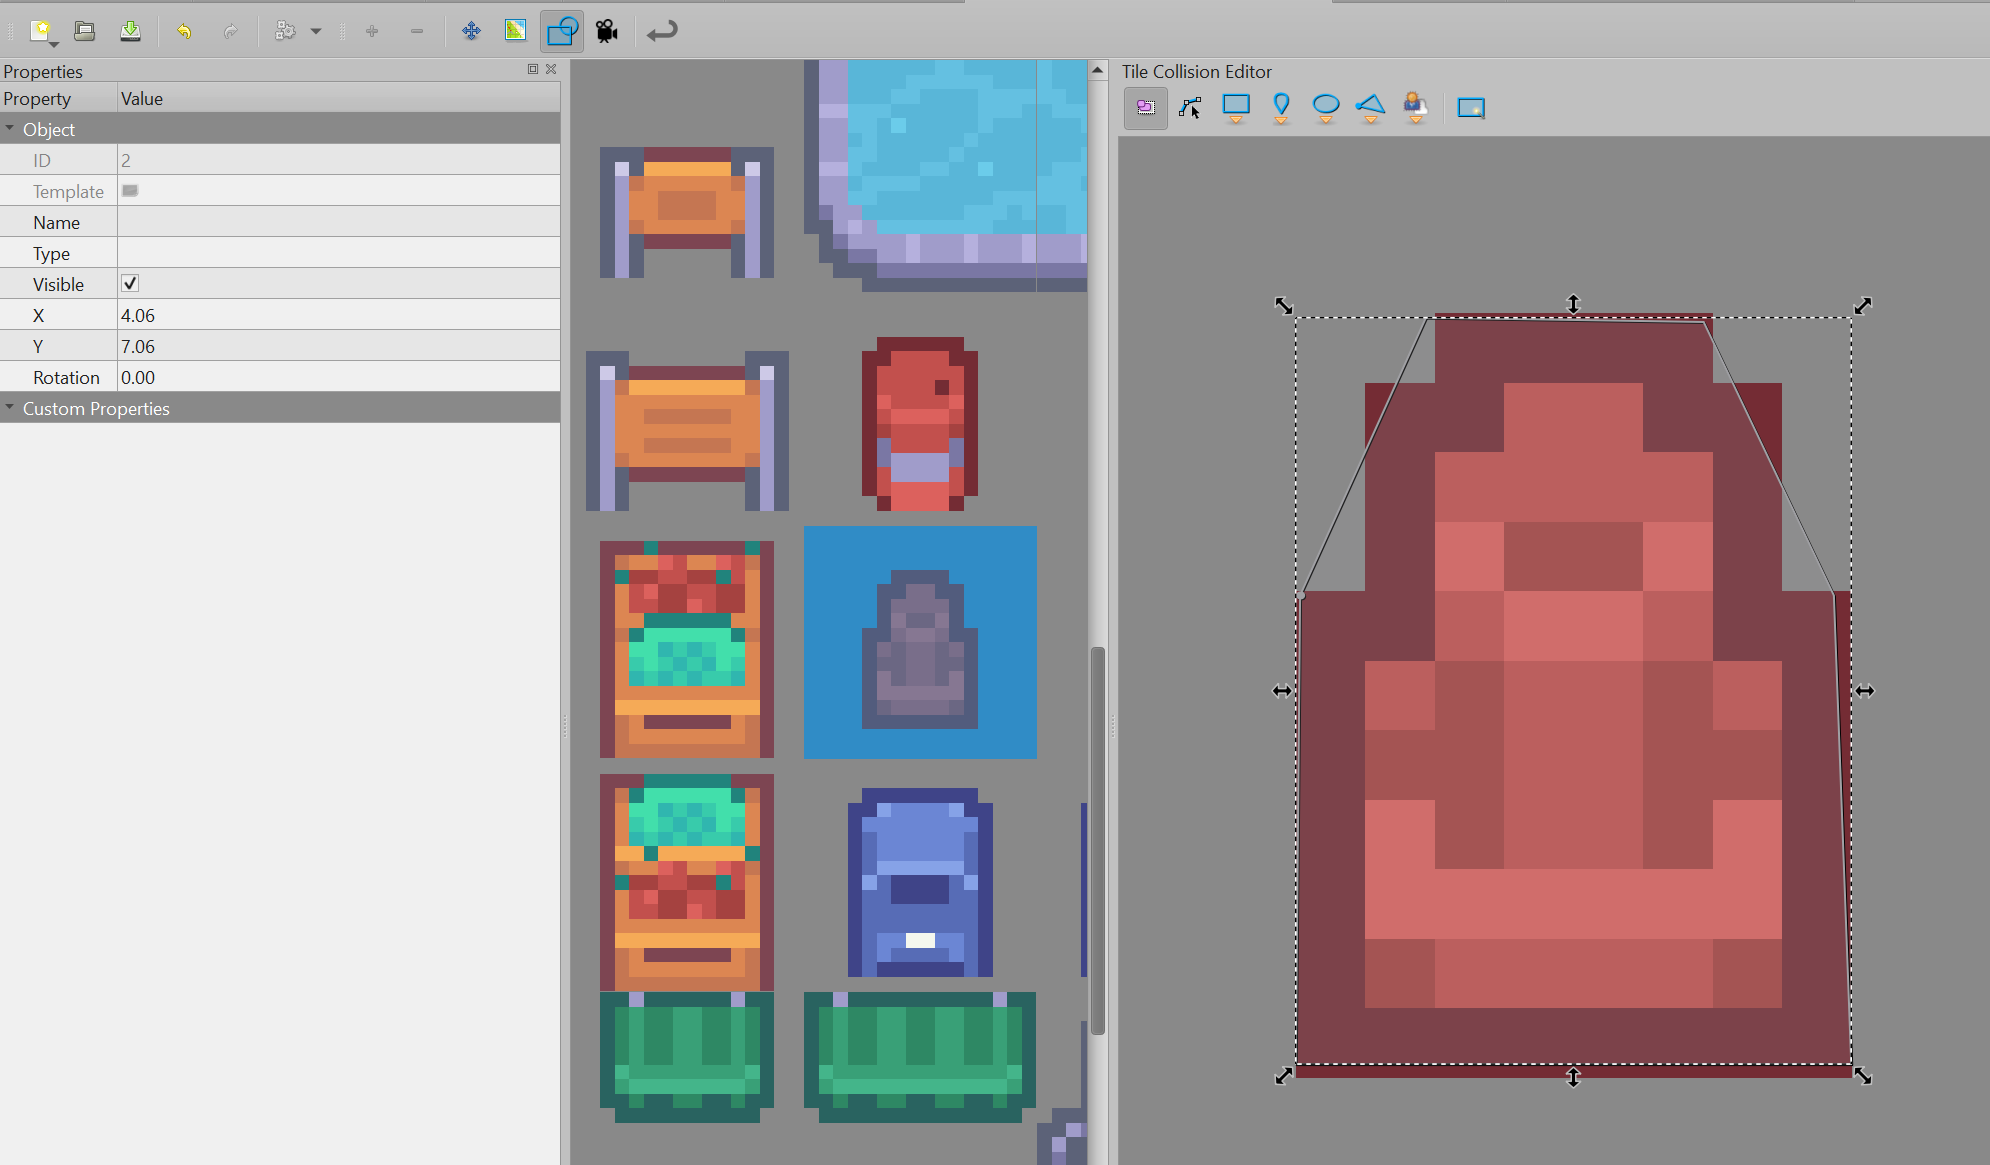 Properties
Property Value
Object
ID 2
Template
Name
Type
Visible
X 4.06
Y 7.06
Rotation 0.00
Custom Properties
Tile Collision Editor